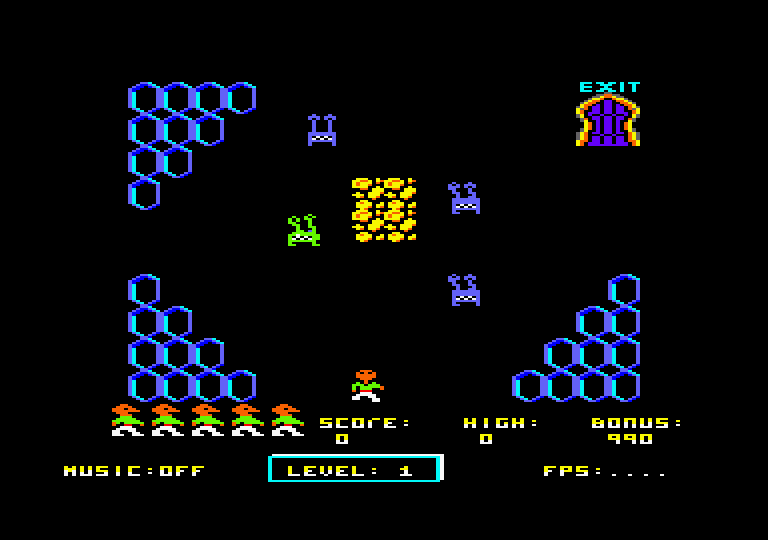 EXIT
SCOrE: HIGH: BONUS:
0 0 990
MUSIC:OFF LEVEL: 1 FPS:....